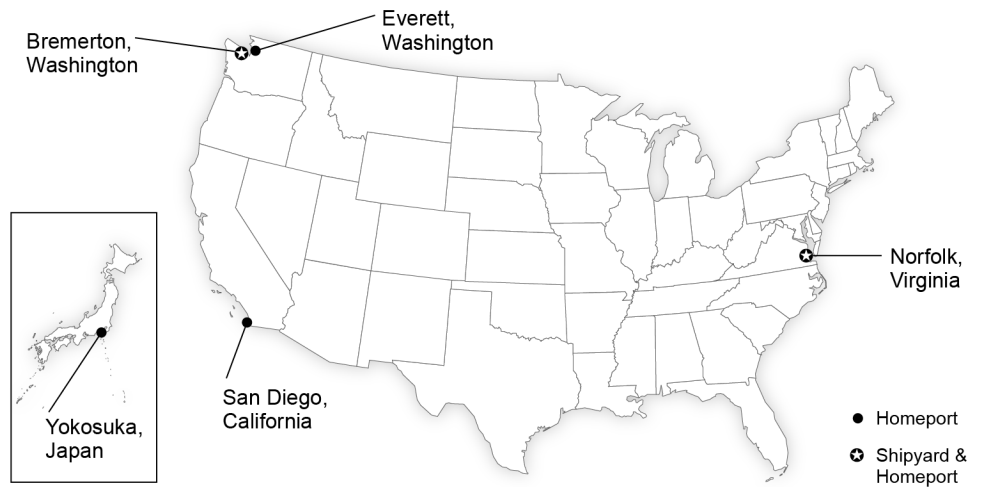 Everett,
Washington
Bremerton,
Washington
Norfolk,
Virginia
San Diego,
California
Yokosuka,
Japan
Homeport
Shipyard &
Homeport